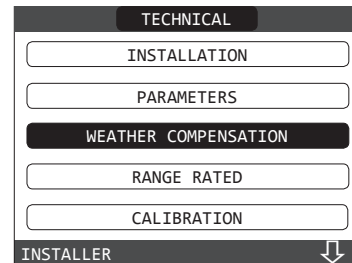 TECHNICAL
INSTALLATION
PARAMETERS
WEATHER COMPENSATION
RANGE RATED
CALIBRATION
INSTALLER